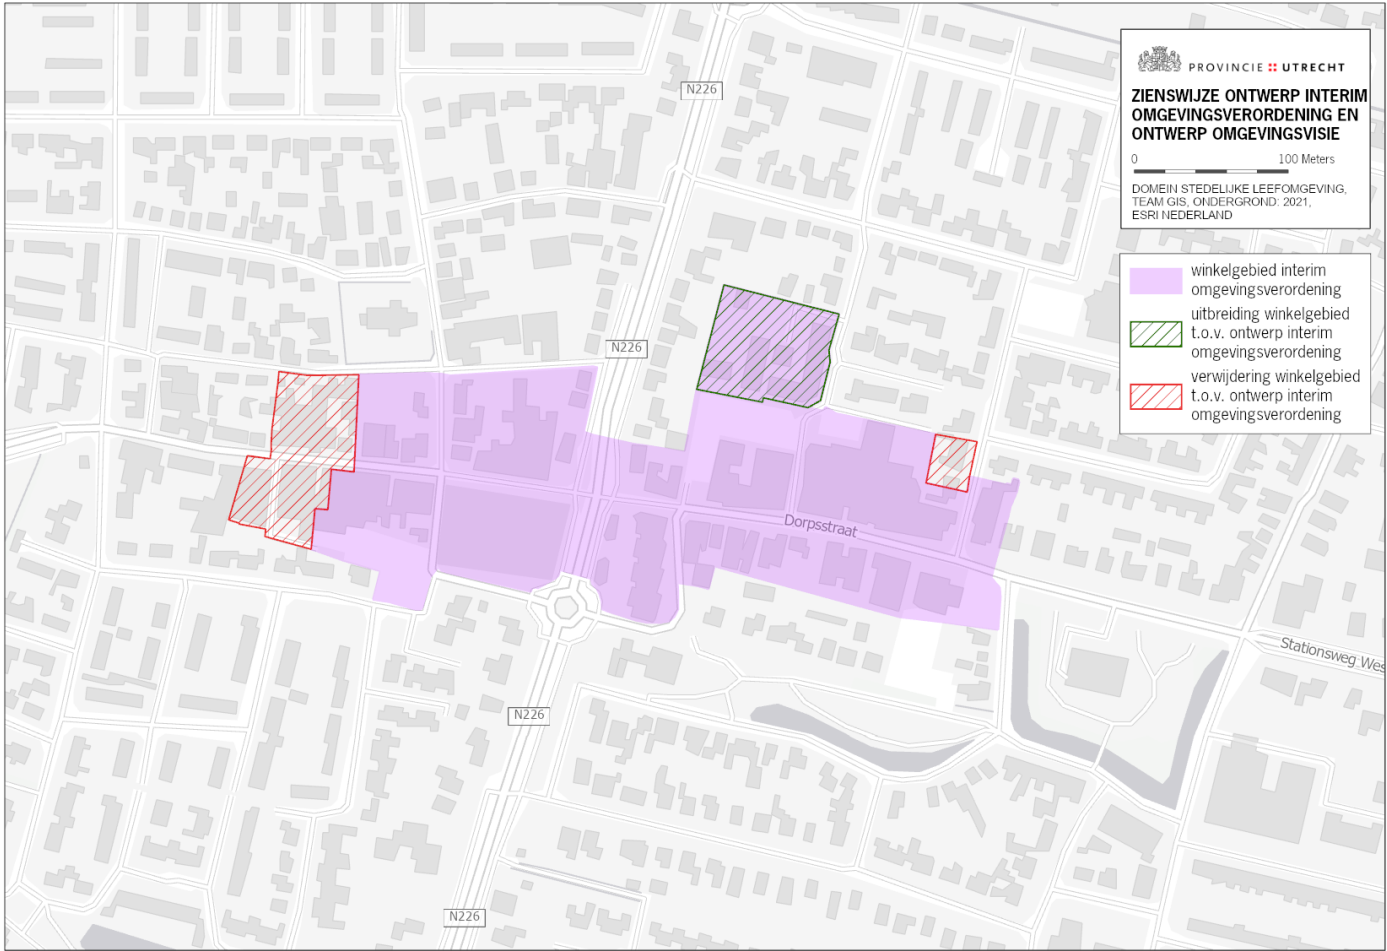 N226
PROVINCIE UTRECHT
ZIENSWIJZE ONTWERP INTERIM
OMGEVINGSVERORDENING EN
ONTWERP OMGEVINGSVISIE
0 100 Meters
DOMEIN STEDELIJKE LEEFOMGEVING,
TEAM GIS, ONDERGROND: 2021,
ESRI NEDERLAND
winkelgebied interim
omgevingsverordening
uitbreiding winkelgebied
t.o.v. ontwerp interim
omgevingsverordening
verwijdering winkelgebied
t.o.v. ontwerp interim
omgevingsverordening
N226
Dorpsstraat
Stationsweg Wes
N226
N226